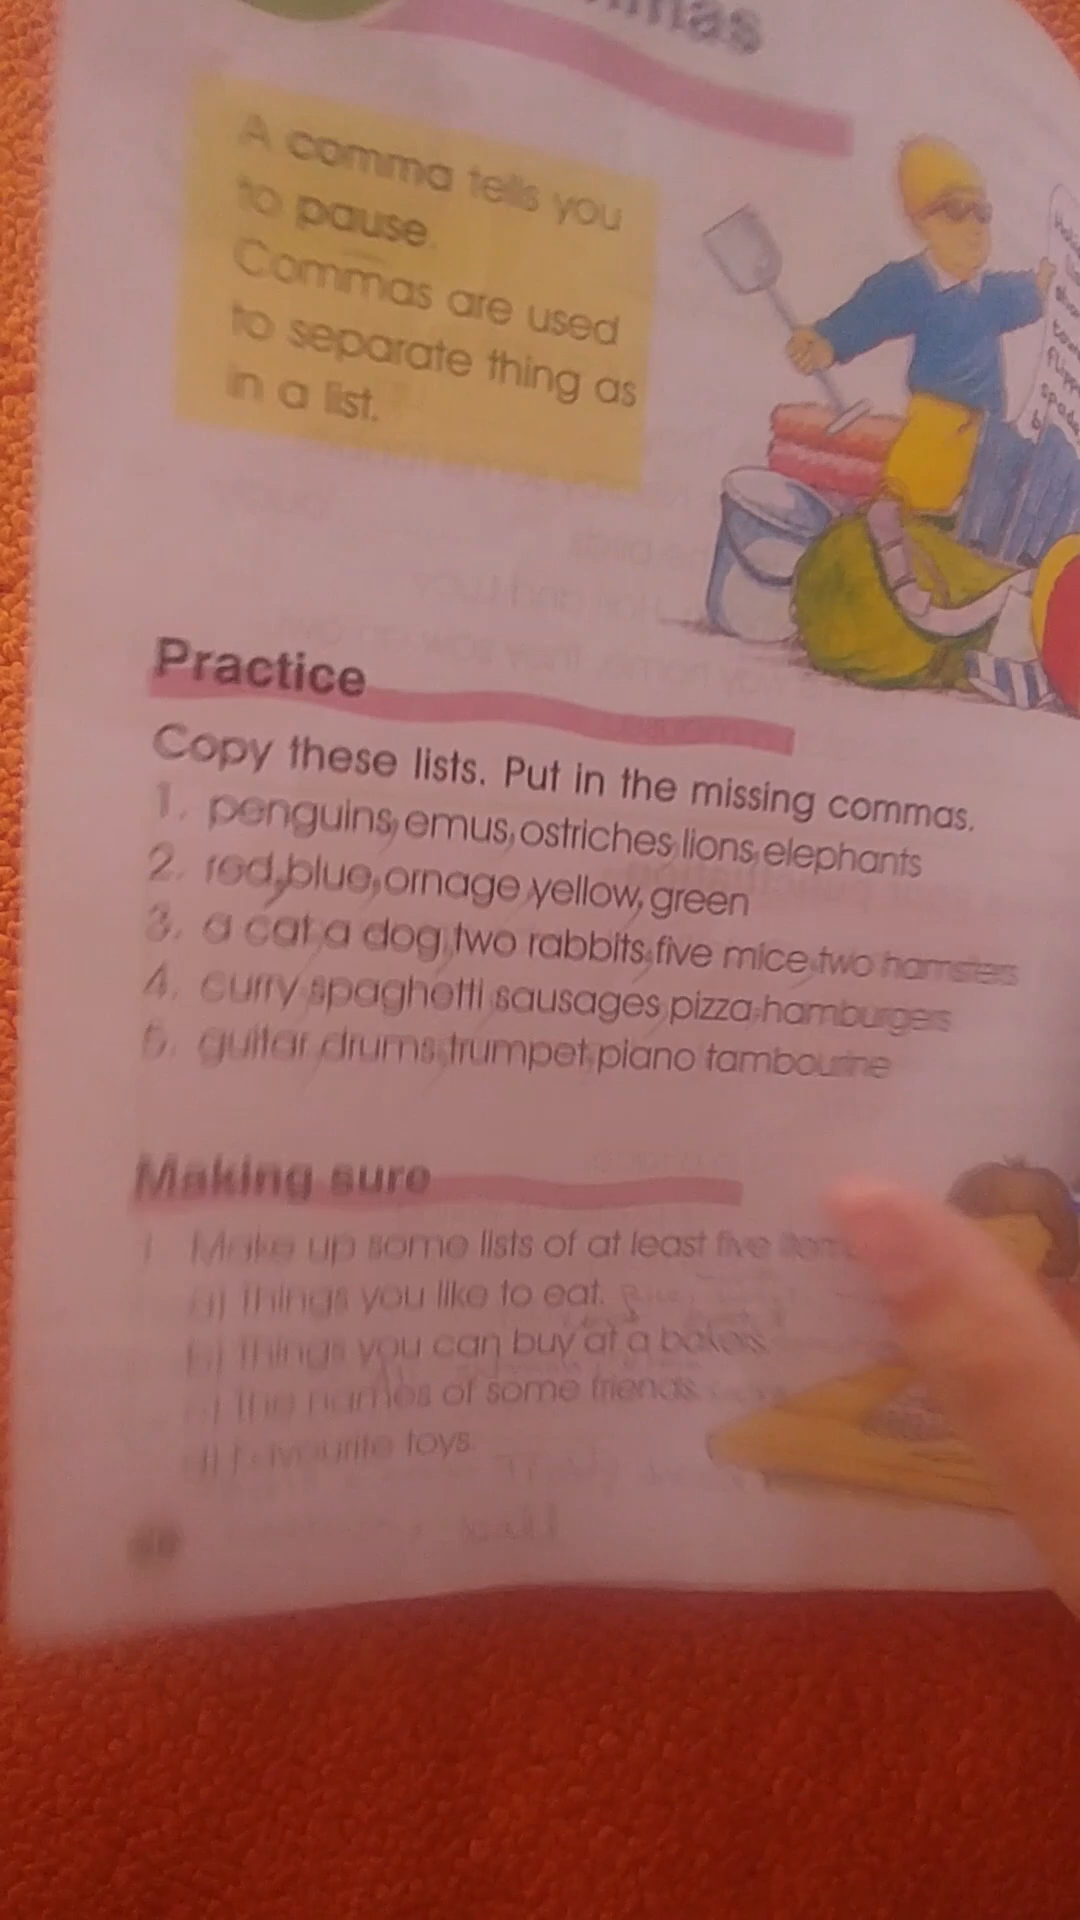 A comma tells you
to pause.
Commas are used
to separate thing as
in a list.
Practice
Copy these lists. Put in the missing commas.
1. penguins, emus, ostriches, lions, elephants
2. red, blue, ornage, yellow, green
3. a cat, a dog, two rabbits, five mice, two hamsters
4. curry, spaghetti, sausages, pizza, hamburgers
5. guitar, drums, trumpet, piano tambourine
Making sure
1 Make up some lists of at least five
a) things you like to eat.
b) things you can buy at a bakers
c) the names of some friends.
d) favourite toys.